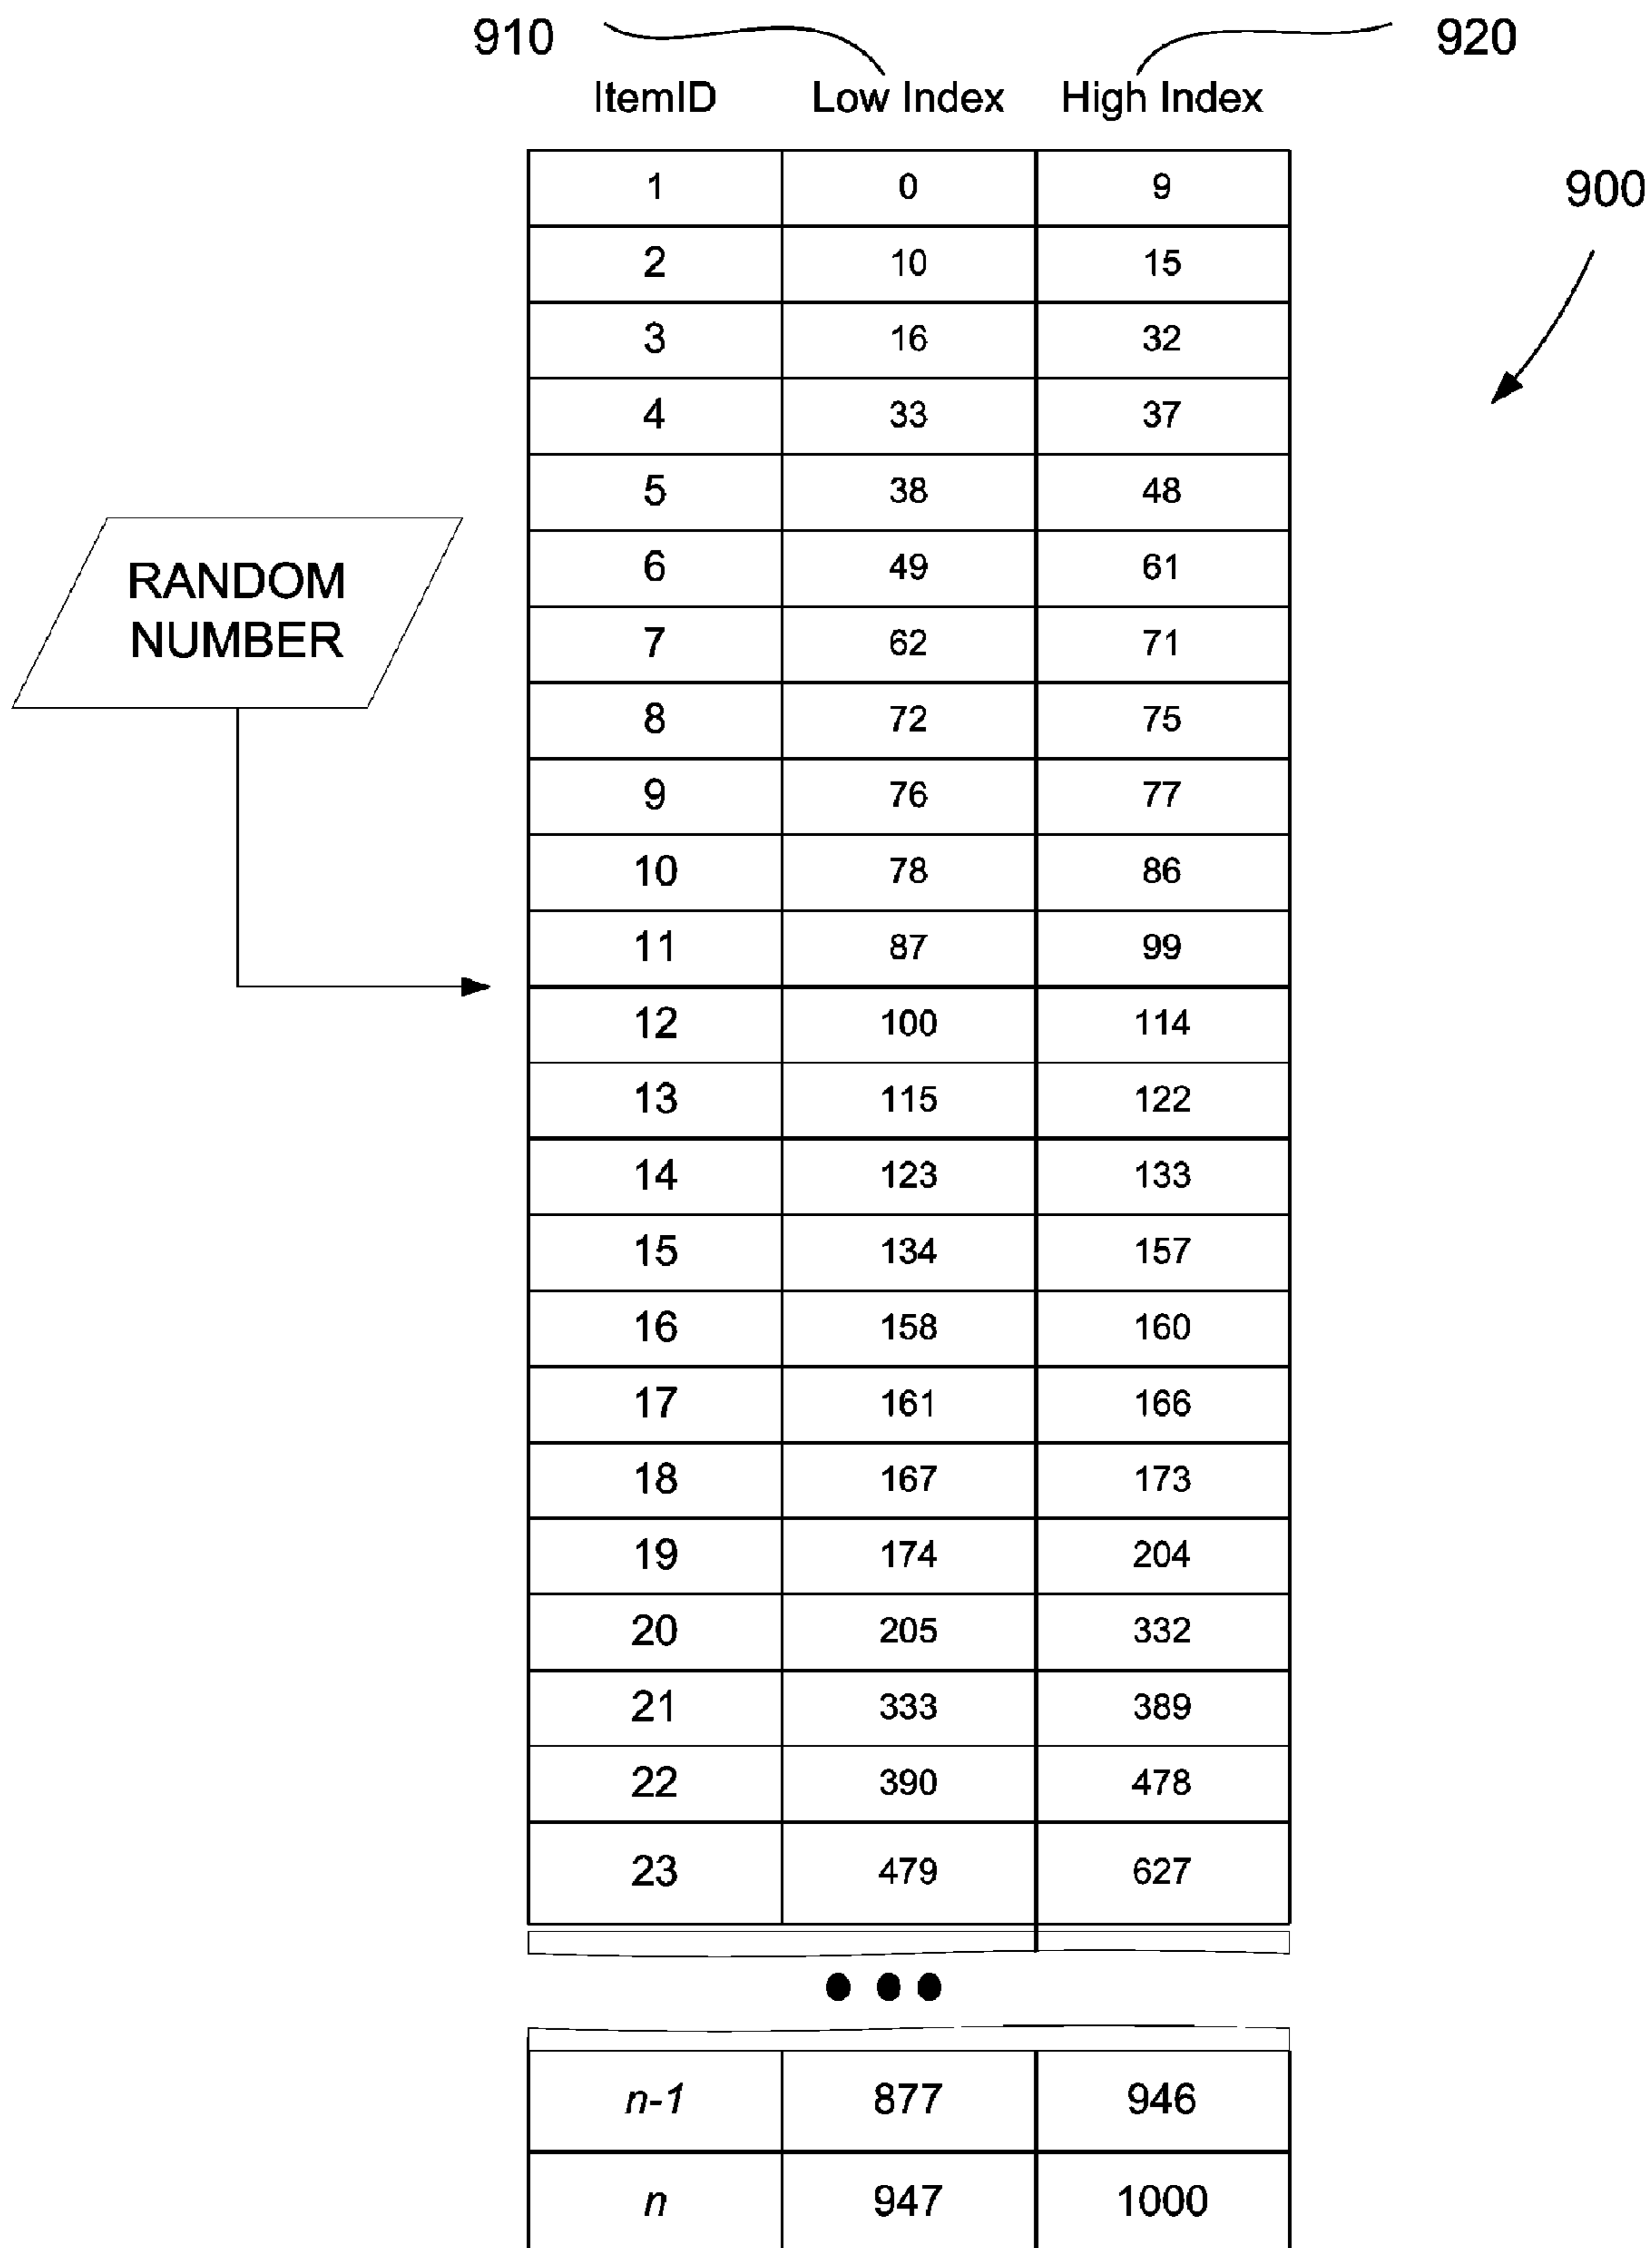 910 920
ItemID Low Index High Index
900
1 0 9
2 10 15
3 16 32
4 33 37
5 38 48
6 49 61
RANDOM
NUMBER
7 62 71
8 72 75
9 76 77
10 78 86
11 87 99
12 100 114
13 115 122
14 123 133
15 134 157
16 158 160
17 161 166
18 167 173
19 174 204
20 205 332
21 333 389
22 390 478
23 479 627
n-1 877 946
n 947 1000